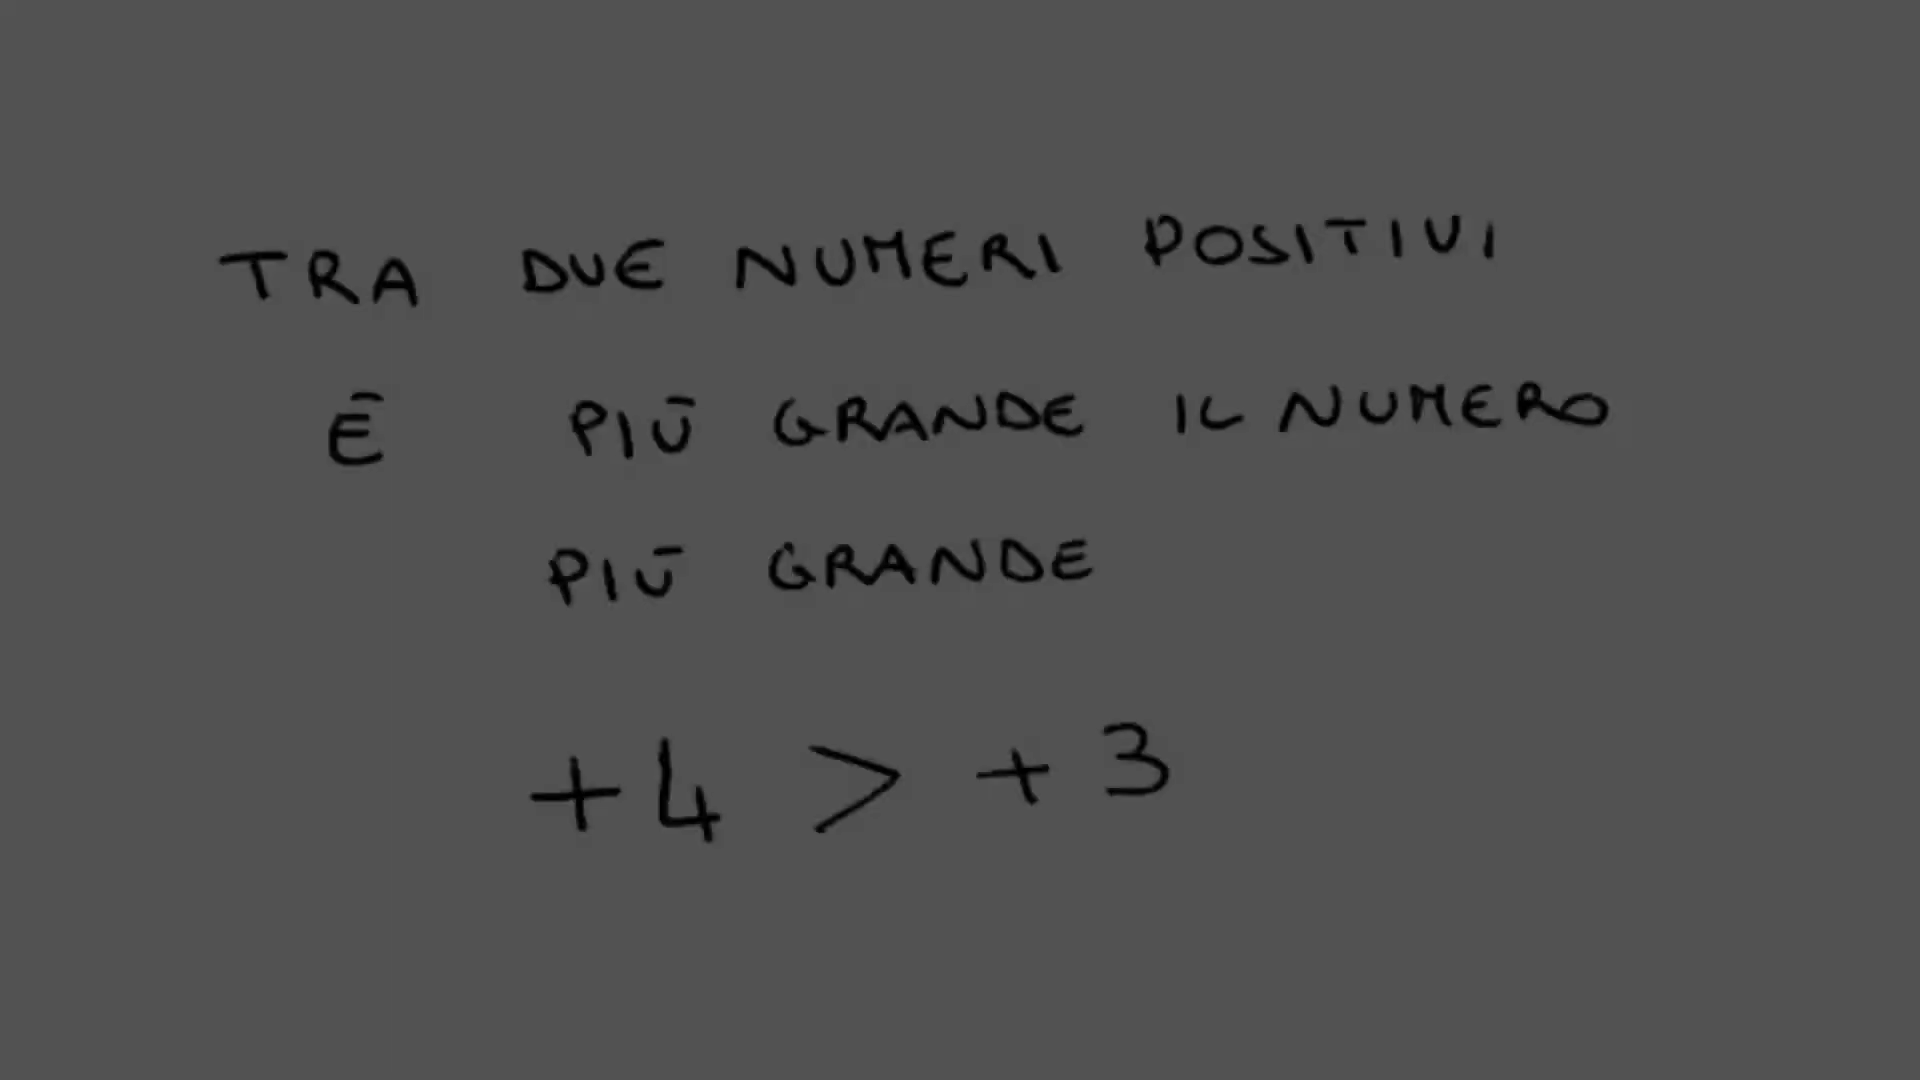 TRA DUE NUMERI POSITIVI
È PIÙ GRANDE IL NUMERO
PIÙ GRANDE
+4 > +3